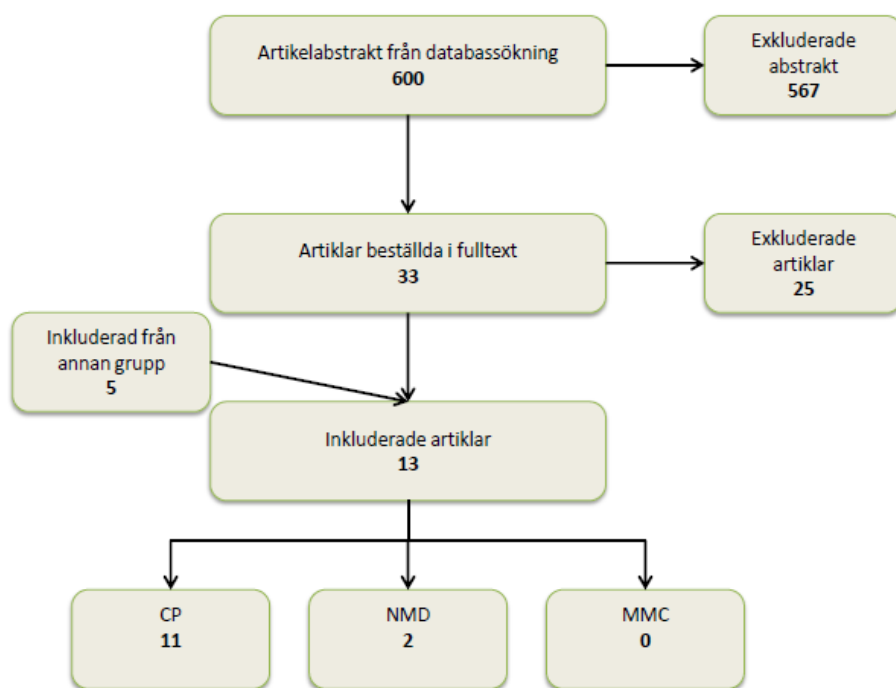 Artikelabstrakt från databassökning
600
Exkluderade
abstrakt
567
Artiklar beställda i fulltext
33
Exkluderade
artiklar
25
Inkluderad från
annan grupp
5
Inkluderade artiklar
13
CP
11
NMD
2
MMC
0